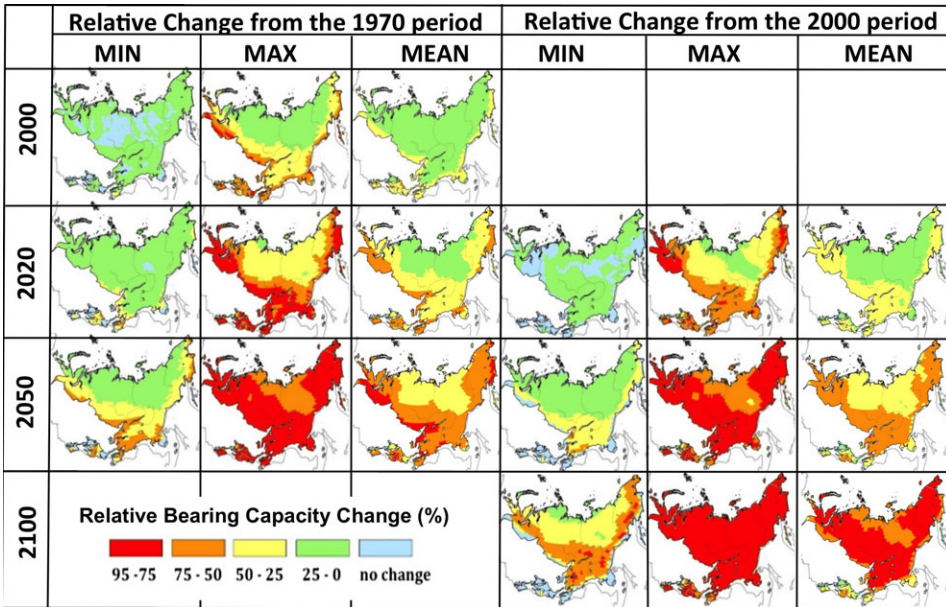 Relative Change from the 1970 period Relative Change from the 2000 period
MIN MAX MEAN MIN MAX MEAN
2000
2020
2050
2100
Relative Bearing Capacity Change (%)
95 - 75 75 - 50 50 - 25 25 - 0 no change